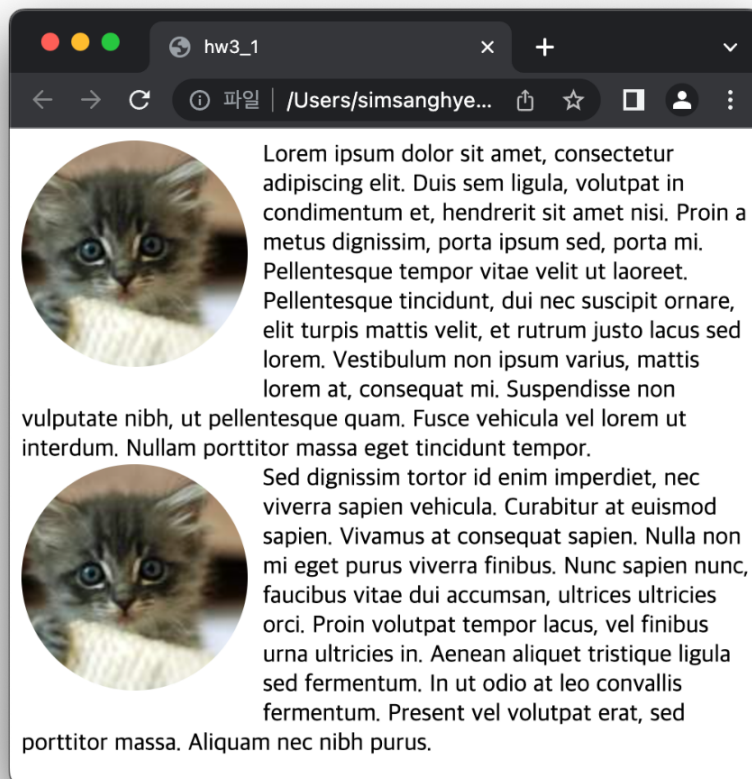 hw3_1
파일 /Users/simsanghye...
Lorem ipsum dolor sit amet, consectetur
adipiscing elit. Duis sem ligula, volutpat in
condimentum et, hendrerit sit amet nisi. Proin a
metus dignissim, porta ipsum sed, porta mi.
Pellentesque tempor vitae velit ut laoreet.
Pellentesque tincidunt, dui nec suscipit ornare,
elit turpis mattis velit, et rutrum justo lacus sed
lorem. Vestibulum non ipsum varius, mattis
lorem at, consequat mi. Suspendisse non
vulputate nibh, ut pellentesque quam. Fusce vehicula vel lorem ut
interdum. Nullam porttitor massa eget tincidunt tempor.
Sed dignissim tortor id enim imperdiet, nec
viverra sapien vehicula. Curabitur at euismod
sapien. Vivamus at consequat sapien. Nulla non
mi eget purus viverra finibus. Nunc sapien nunc,
faucibus vitae dui accumsan, ultrices ultricies
orci. Proin volutpat tempor lacus, vel finibus
urna ultricies in. Aenean aliquet tristique ligula
sed fermentum. In ut odio at leo convallis
fermentum. Present vel volutpat erat, sed
porttitor massa. Aliquam nec nibh purus.